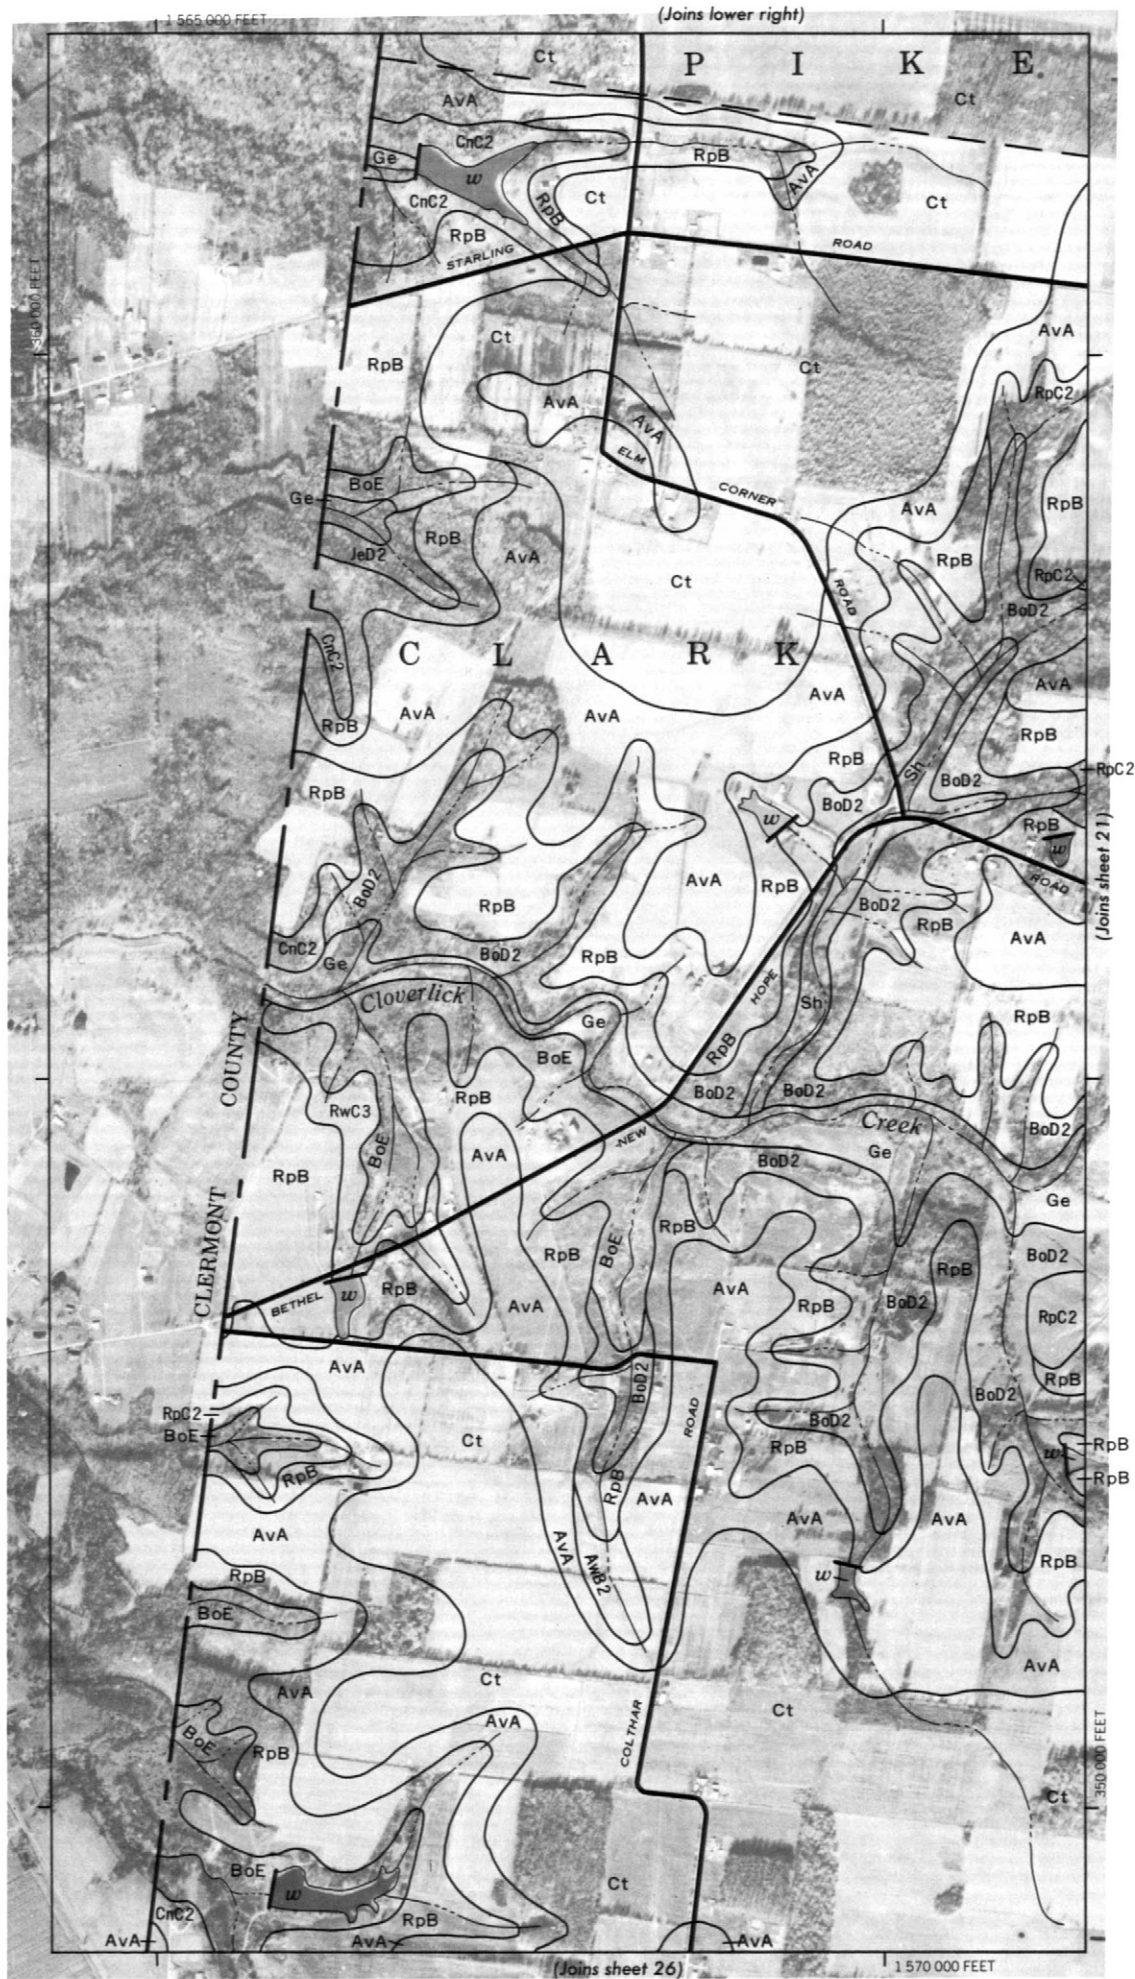 1 565 000 FEET
(Joins lower right)
P I K E
Ct
Ct
AvA
CnC2
RpB
Ge
w
AvA
CnC2
RpB
Ct
Ct
RpB
STARLING
ROAD
360 000 FEET
Ct
AvA
RpB
Ct
RpC2
AvA
AvA
ELM
BoE
CORNER
Ge
RpB
AvA
RpB
JeD2
AvA
RpB
Ct
RpC2
ROAD
BoD2
C L A R K
CnC2
AvA
AvA
AvA
AvA
RpB
RpB
RpB
Sh
RpC2
RpB
BoD2
BoD2
w
RpB
w
ROAD
(Joins sheet 21)
BoD2
AvA
RpB
RpB
BoD2
RpB
CnC2
BoD2
AvA
Ge
RpB
Cloverlick
HOPE
Sh
Ge
RpB
RpB
COUNTY
BoE
BoD2
BoD2
RpB
RwC3
Creek
NEW
BoD2
BoE
AvA
Ge
BoD2
RpB
Ge
CLERMONT
RpB
RpB
BoE
BoD2
RpB
AvA
RpB
w
BETHEL
AvA
RpB
BoD2
RpC2
AvA
RpB
BoD2
BoD2
RpC2
ROAD
BoD2
BoE
Ct
RpB
w
RpB
RpB
RpB
RpB
AvA
AvA
AvA
AvA
AvA
RpB
AwB2
w
RpB
BoE
AvA
Ct
AvA
Ct
AvA
COLTHAR
BoE
RpB
350 000 FEET
Ct
BoE
w
Ct
CnC2
RpB
AvA
AvA
AvA
(Joins sheet 26)
1 570 000 FEET